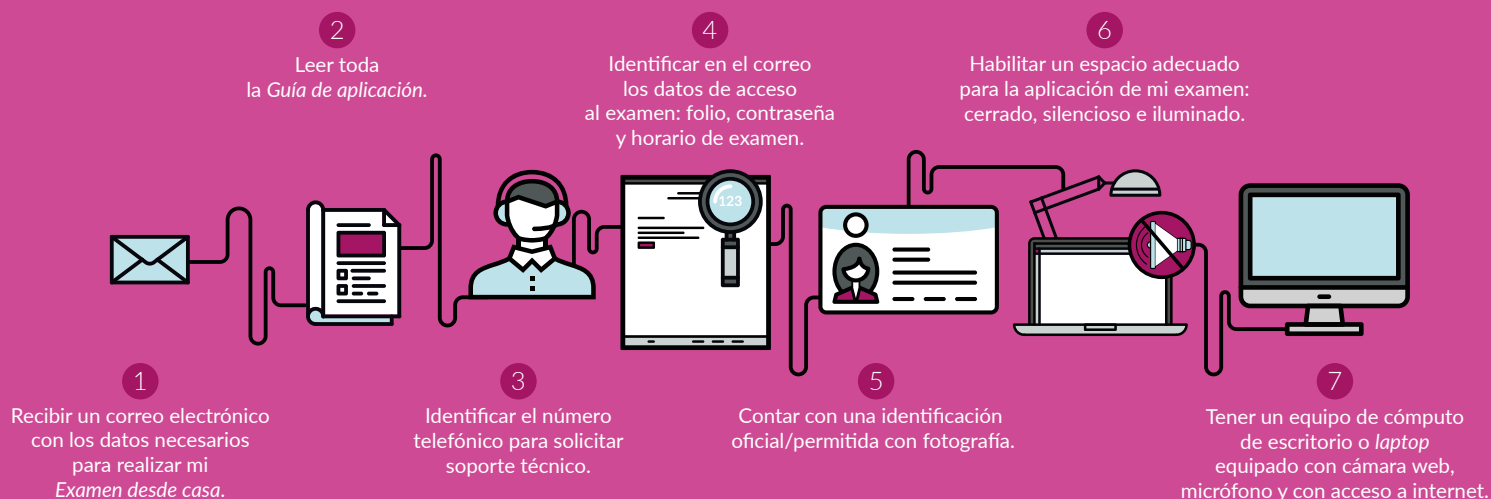 1
Recibir un correo electrónico
con los datos necesarios
para realizar mi
Examen desde casa.
2
Leer toda
la Guía de aplicación.
3
Identificar el número
telefónico para solicitar
soporte técnico.
4
Identificar en el correo
los datos de acceso
al examen: folio, contraseña
y horario de examen.
123
5
Contar con una identificación
oficial/permitida con fotografía.
6
Habilitar un espacio adecuado
para la aplicación de mi examen:
cerrado, silencioso e iluminado.
7
Tener un equipo de cómputo
de escritorio o laptop
equipado con cámara web,
micrófono y con acceso a internet.